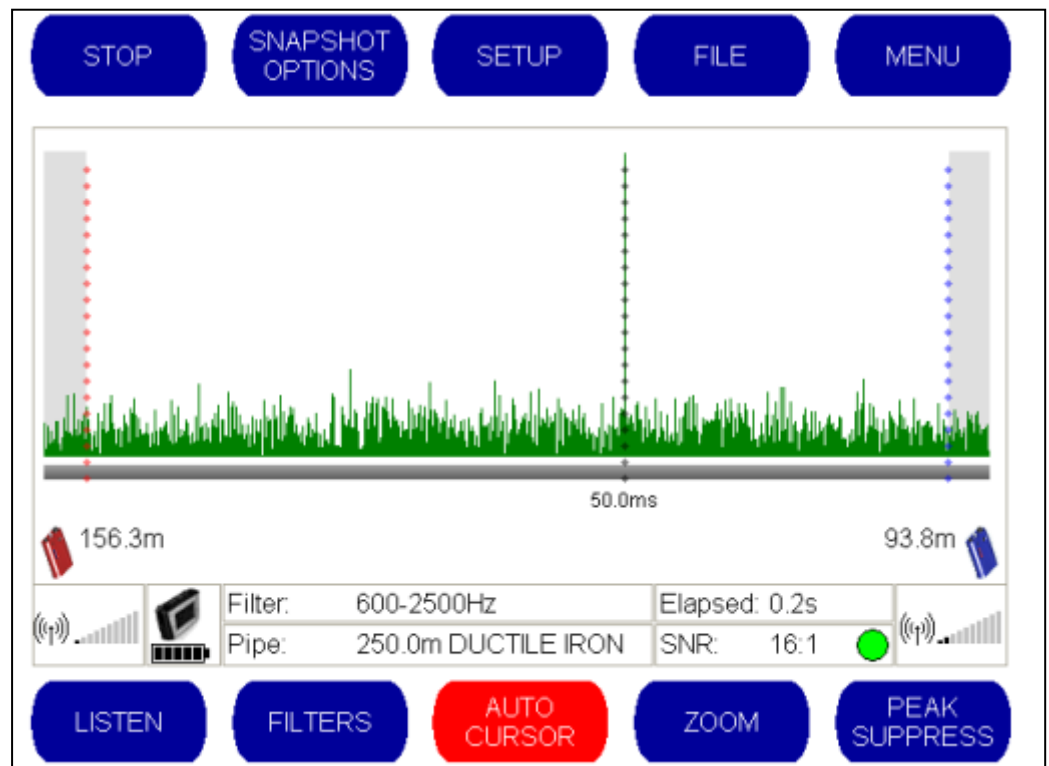 STOP
SNAPSHOT
OPTIONS
SETUP
FILE
MENU
50.0ms
156.3m
93.8m
Filter: 600-2500Hz
Elapsed: 0.2s
Pipe: 250.0m DUCTILE IRON
SNR: 16:1
LISTEN
FILTERS
AUTO
CURSOR
ZOOM
PEAK
SUPPRESS